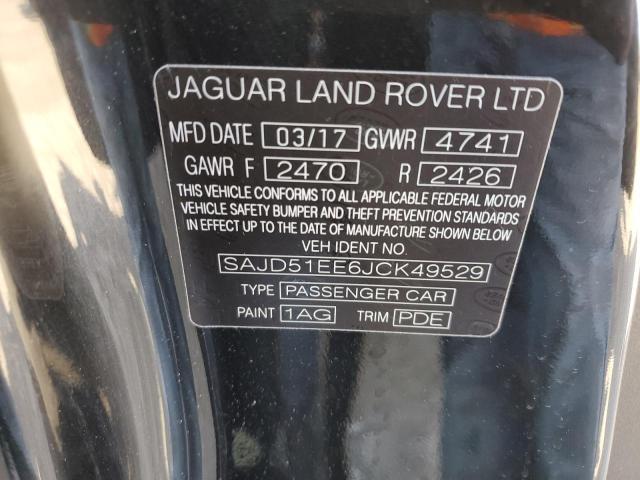 JAGUAR LAND ROVER LTD
MFD DATE 03/17 GVWR 4741
GAWR F 2470 R 2426
THIS VEHICLE CONFORMS TO ALL APPLICABLE FEDERAL MOTOR
VEHICLE SAFETY BUMPER AND THEFT PREVENTION STANDARDS
IN EFFECT UP TO THE DATE OF MANUFACTURE SHOWN BELOW
VEH IDENT NO.
SAJD51EE6JCK49529
TYPE PASSENGER CAR
PAINT 1AG TRIM PDE